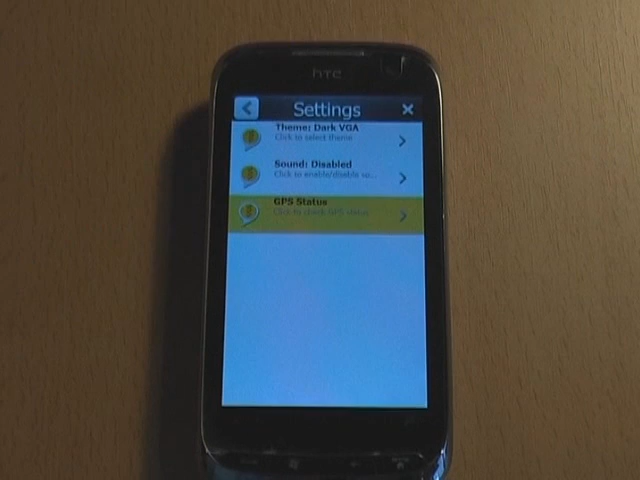 hTC
Settings
Theme: Dark VGA
Click to select theme
Sound: Disabled
Click to enable/disable so...
GPS Status
Click to check GPS status